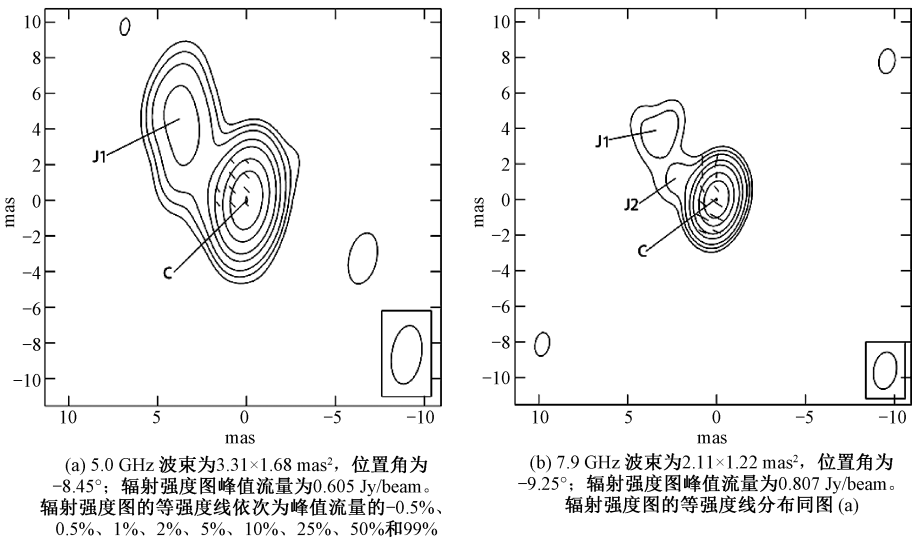 10
8
6
4
2
0
−2
−4
−6
−8
−10
mas
J1
C
10
5
0
−5
−10
mas
10
8
6
4
2
0
−2
−4
−6
−8
−10
mas
J1
J2
C
10
5
0
−5
−10
mas
(a) 5.0 GHz 波束为3.31×1.68 mas²，位置角为
−8.45°；辐射强度图峰值流量为0.605 Jy/beam。
辐射强度图的等强度线依次为峰值流量的−0.5%、
0.5%、1%、2%、5%、10%、25%、50%和99%
(b) 7.9 GHz 波束为2.11×1.22 mas²，位置角为
−9.25°；辐射强度图峰值流量为0.807 Jy/beam。
辐射强度图的等强度线分布同图 (a)